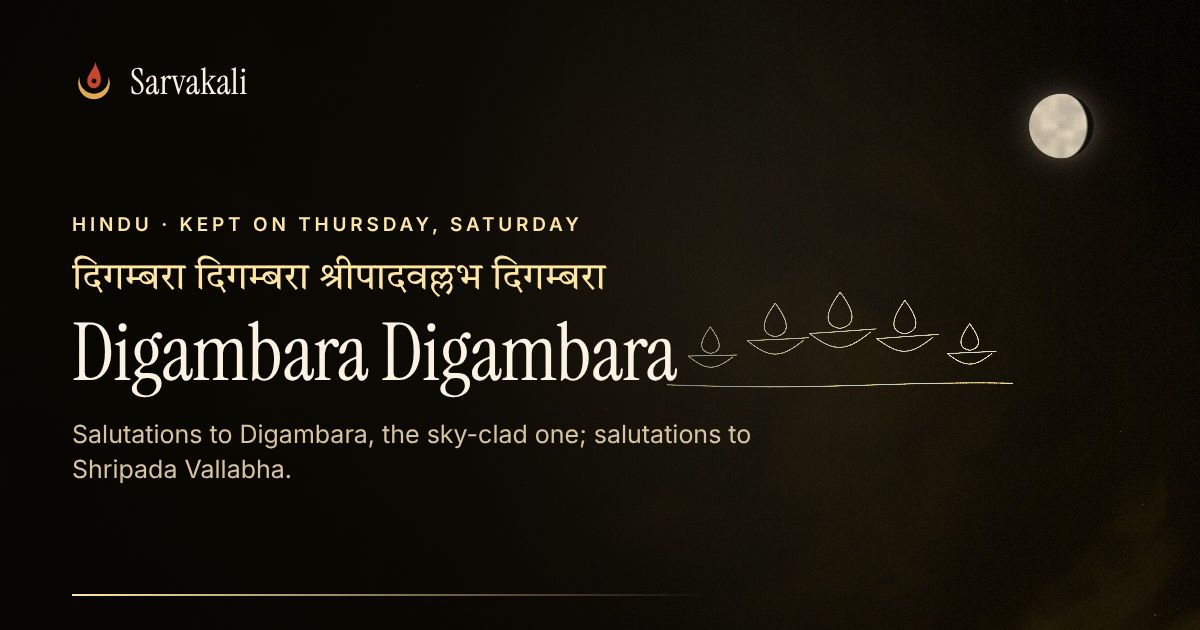 Sarvakali
HINDU · KEPT ON THURSDAY, SATURDAY
दिगम्बरा दिगम्बरा श्रीपादवल्लभ दिगम्बरा
Digambara Digambara
Salutations to Digambara, the sky-clad one; salutations to
Shripada Vallabha.